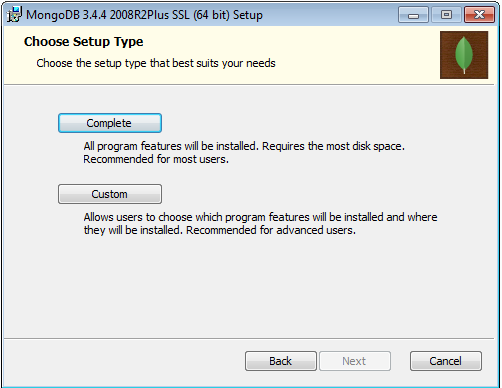 MongoDB 3.4.4 2008R2Plus SSL (64 bit) Setup
Choose Setup Type
Choose the setup type that best suits your needs
Complete
All program features will be installed. Requires the most disk space.
Recommended for most users.
Custom
Allows users to choose which program features will be installed and where
they will be installed. Recommended for advanced users.
Back Next Cancel